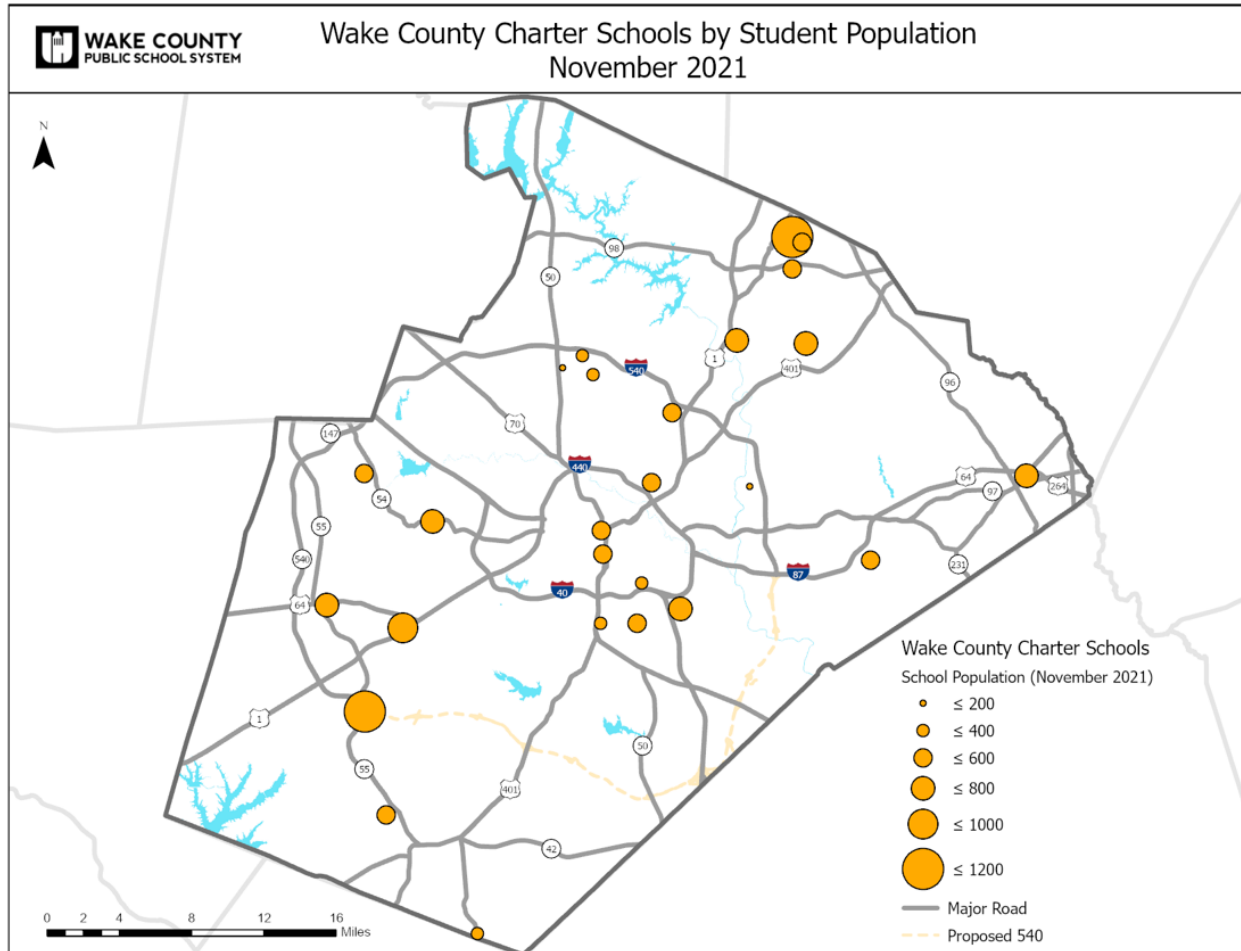 WAKE COUNTY
PUBLIC SCHOOL SYSTEM
Wake County Charter Schools by Student Population
November 2021
N
98
50
1
401
540
96
70
147
440
64
97
264
54
55
540
231
87
40
64
1
50
55
401
42
Wake County Charter Schools
School Population (November 2021)
≤ 200
≤ 400
≤ 600
≤ 800
≤ 1000
≤ 1200
Major Road
Proposed 540
0 2 4 8 12 16
Miles